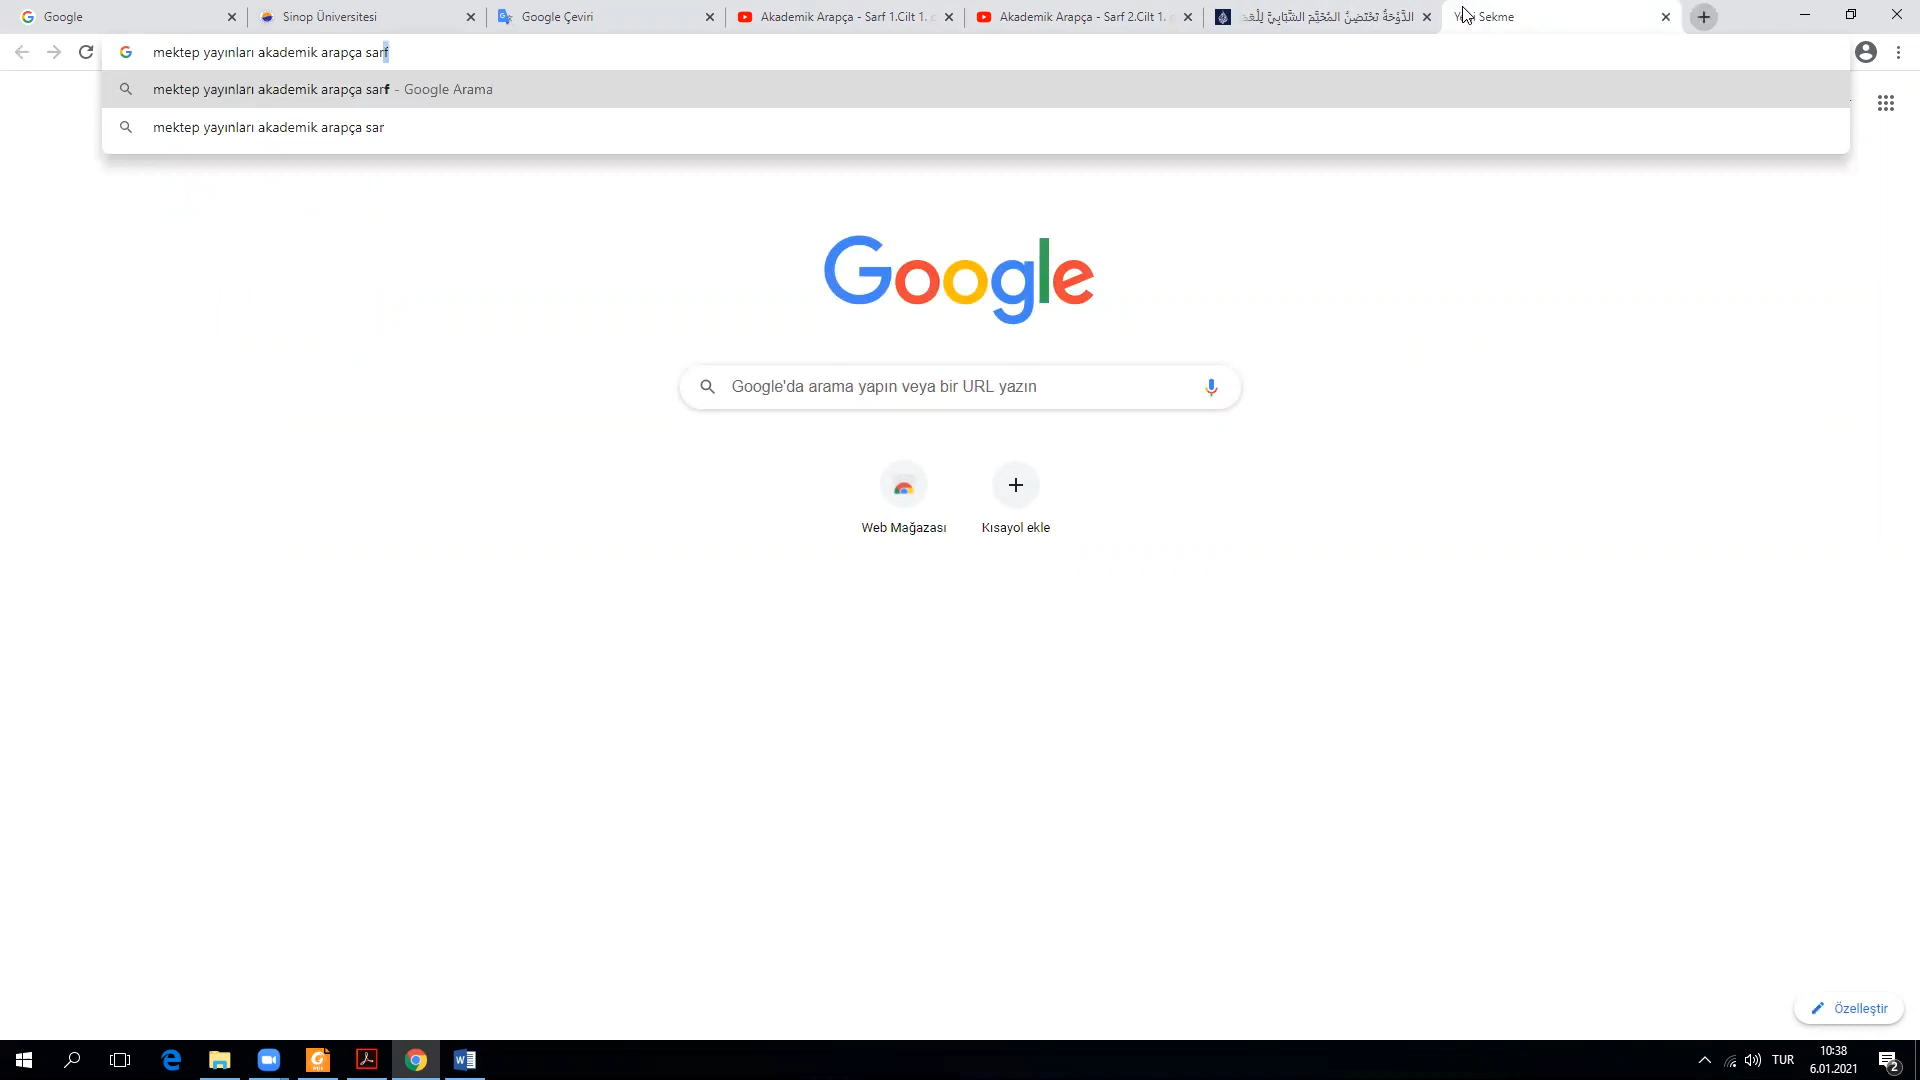 Google
Sinop Üniversitesi
Google Çeviri
Akademik Arapça - Sarf 1.Cilt 1.
Akademik Arapça - Sarf 2.Cilt 1.
الدَّوْحَةُ تَحْتَضِنُ المُخَيَّمَ الشَّبَابِيَّ لِلْعَمَـ
Sekme
mektep yayınları akademik arapça sarf
mektep yayınları akademik arapça sarf - Google Arama
mektep yayınları akademik arapça sar
Google
Google'da arama yapın veya bir URL yazın
Web Mağazası
Kısayol ekle
Özelleştir
TUR
10:38
6.01.2021
2